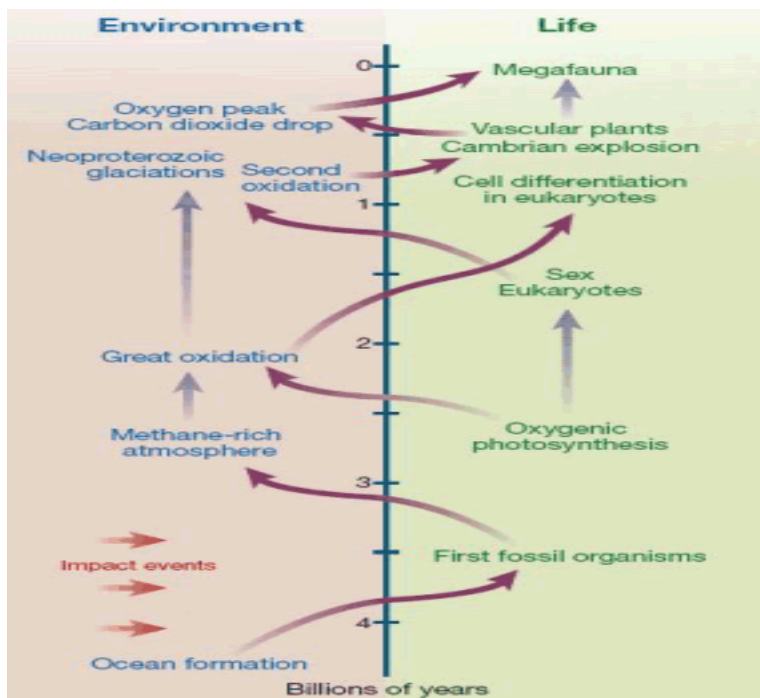 Environment
Life
0
Megafauna
Oxygen peak
Carbon dioxide drop
Vascular plants
Cambrian explosion
Neoproterozoic
glaciations
Second
oxidation
Cell differentiation
in eukaryotes
1
Sex
Eukaryotes
2
Great oxidation
Oxygenic
photosynthesis
Methane-rich
atmosphere
3
Impact events
First fossil organisms
4
Ocean formation
Billions of years